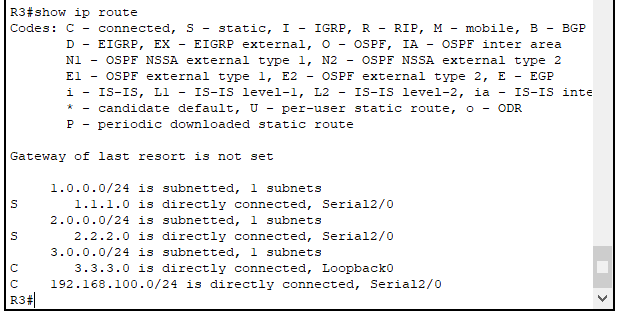 R3#show ip route
Codes: C - connected, S - static, I - IGRP, R - RIP, M - mobile, B - BGP
       D - EIGRP, EX - EIGRP external, O - OSPF, IA - OSPF inter area
       N1 - OSPF NSSA external type 1, N2 - OSPF NSSA external type 2
       E1 - OSPF external type 1, E2 - OSPF external type 2, E - EGP
       i - IS-IS, L1 - IS-IS level-1, L2 - IS-IS level-2, ia - IS-IS inte
       * - candidate default, U - per-user static route, o - ODR
       P - periodic downloaded static route
Gateway of last resort is not set
     1.0.0.0/24 is subnetted, 1 subnets
S       1.1.1.0 is directly connected, Serial2/0
     2.0.0.0/24 is subnetted, 1 subnets
S       2.2.2.0 is directly connected, Serial2/0
     3.0.0.0/24 is subnetted, 1 subnets
C       3.3.3.0 is directly connected, Loopback0
C    192.168.100.0/24 is directly connected, Serial2/0
R3#